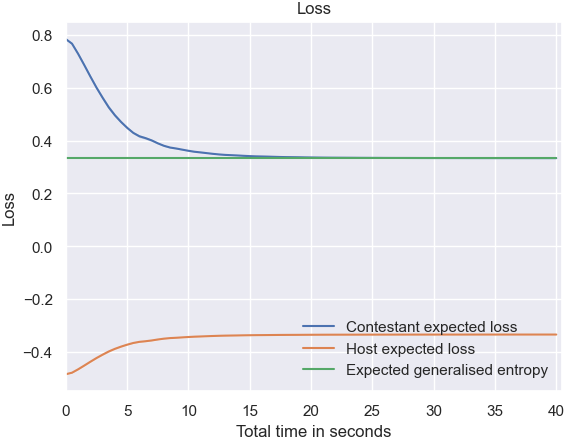 Loss
0.8
0.6
0.4
0.2
0.0
−0.2
−0.4
Loss
Contestant expected loss
Host expected loss
Expected generalised entropy
0 5 10 15 20 25 30 35 40
Total time in seconds